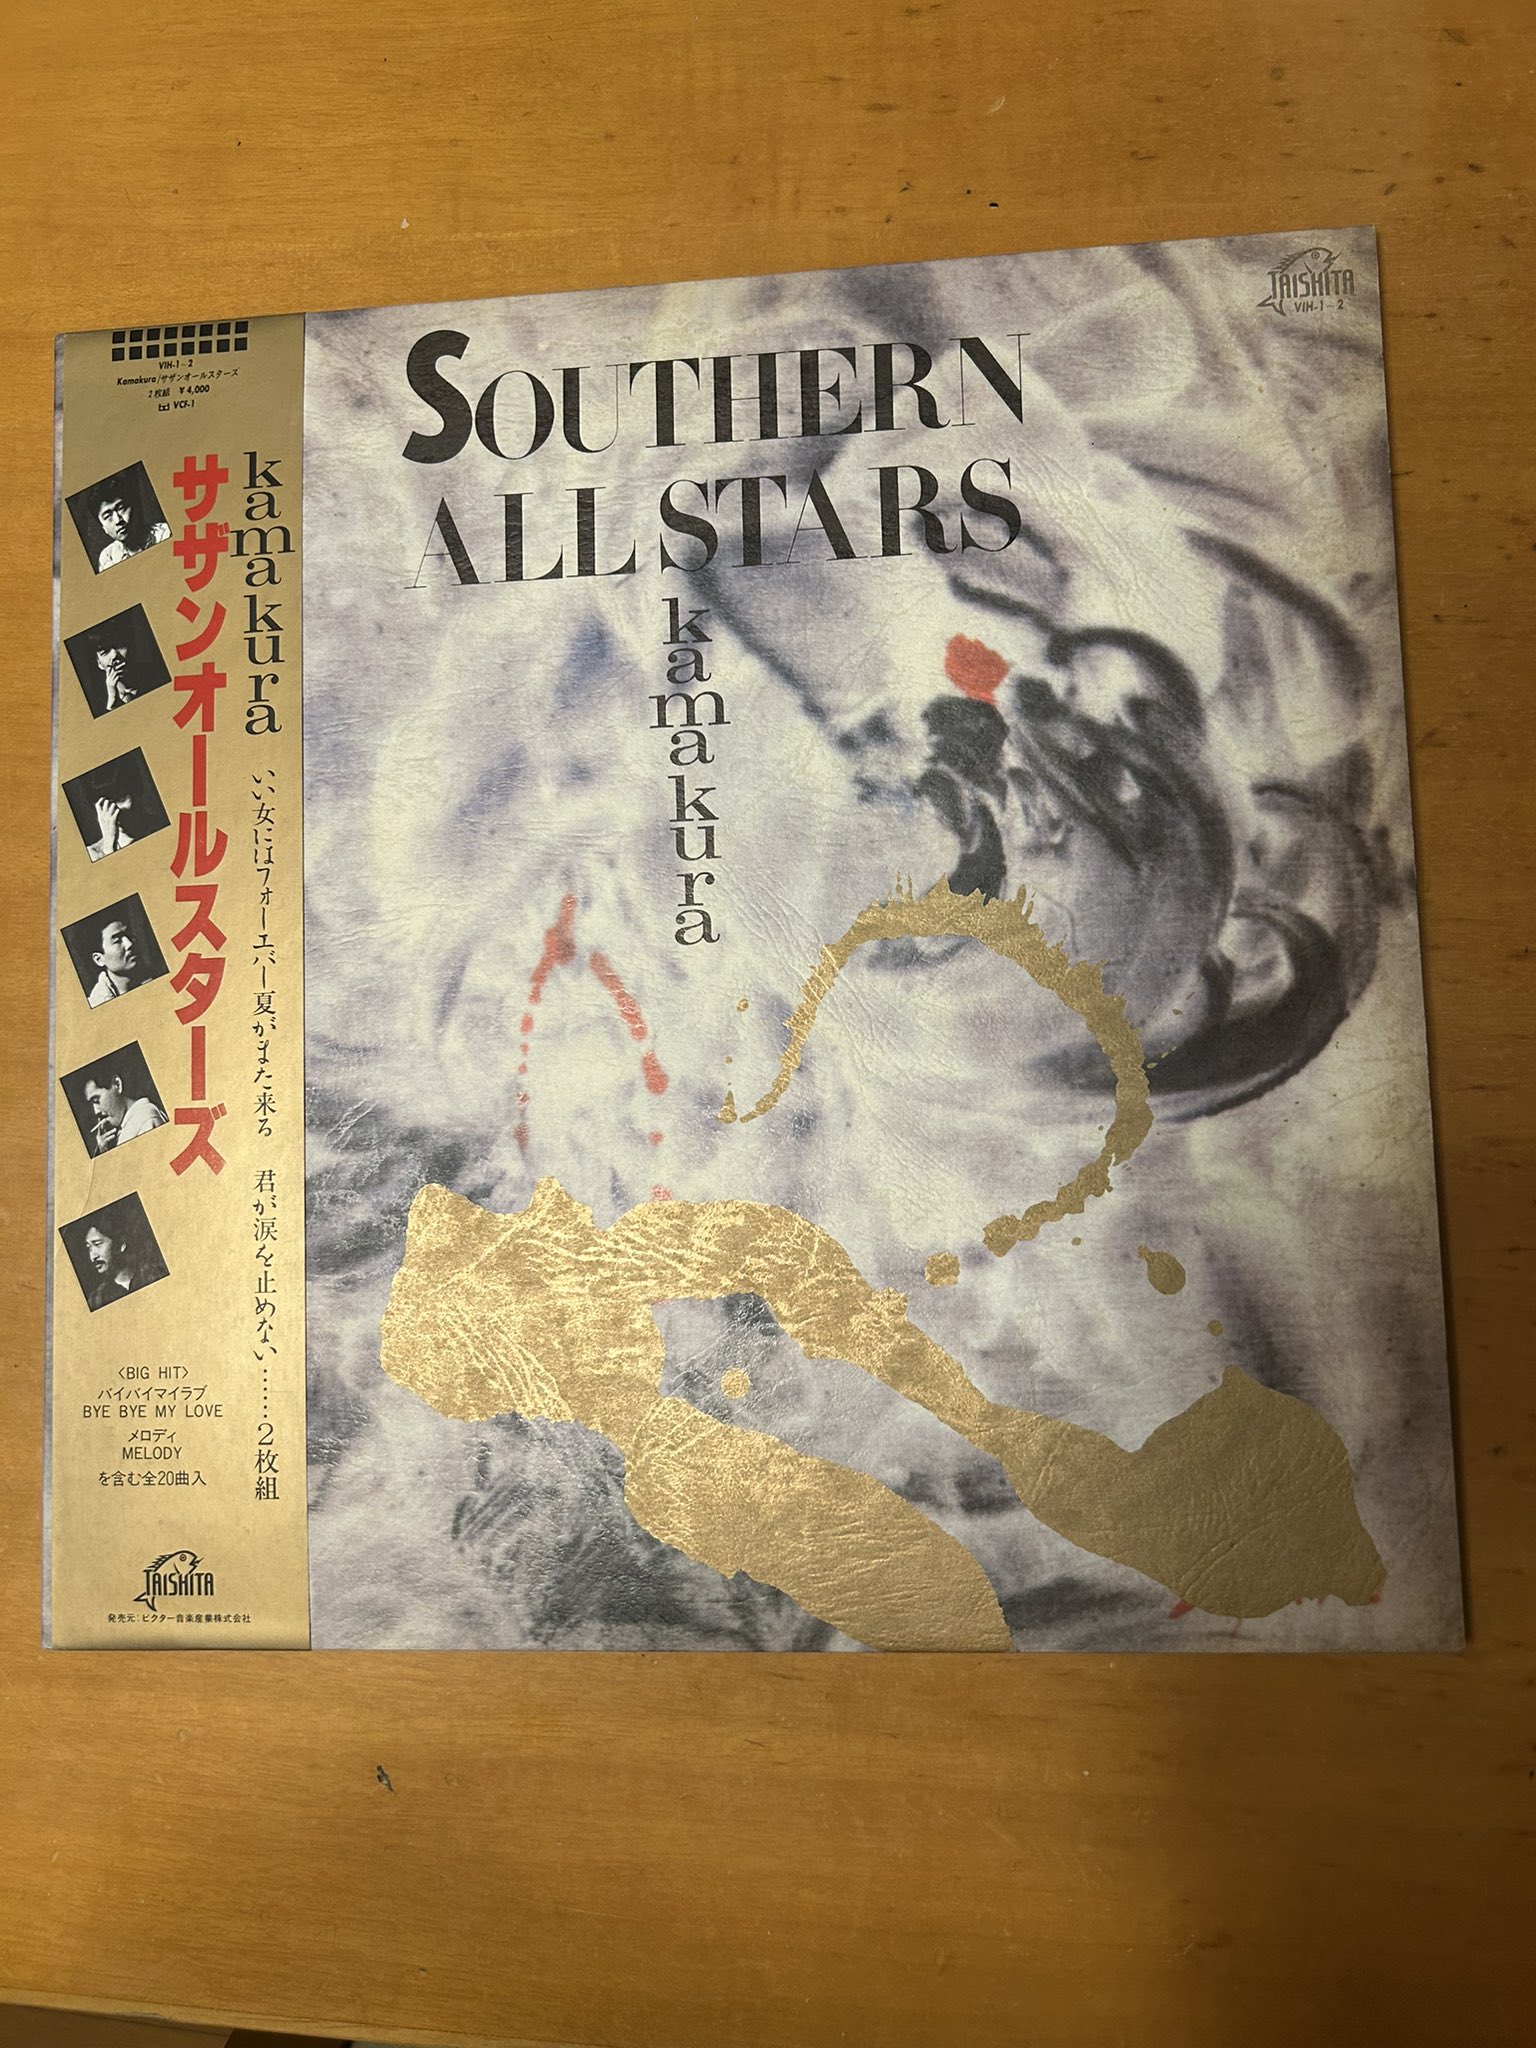 VIH-1~2
Kamakura/サザンオールスターズ
2枚組 ¥4,000
VCF-1
kamakura
サザンオールスターズ
いい女にはフォーエバー夏がまた来る 君が涙を止めない……2枚組
〈BIG HIT〉
バイバイマイラブ
BYE BYE MY LOVE
メロディ
MELODY
を含む全20曲入
TAISHITA
発売元:ビクター音楽産業株式会社
SOUTHERN
ALL STARS
kamakura
TAISHITA
VIH-1~2